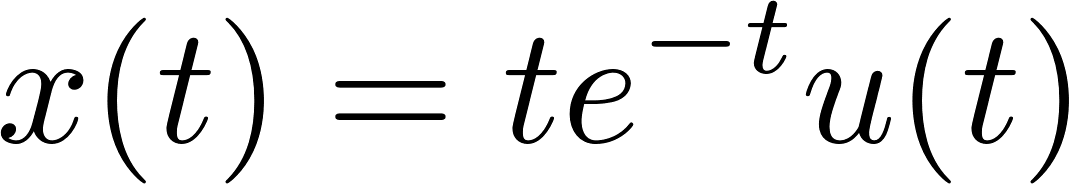 x(t) = te^{-t}u(t)